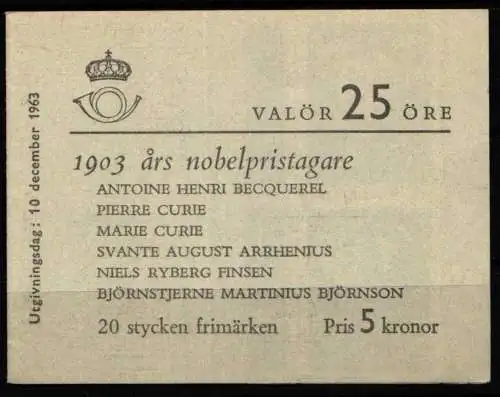 VALÖR 25 ÖRE
1903 års nobelpristagare
ANTOINE HENRI BECQUEREL
PIERRE CURIE
MARIE CURIE
SVANTE AUGUST ARRHENIUS
NIELS RYBERG FINSEN
BJÖRNSTJERNE MARTINIUS BJÖRNSON
20 stycken frimärken Pris 5 kronor
Utgivningsdag: 10 december 1963